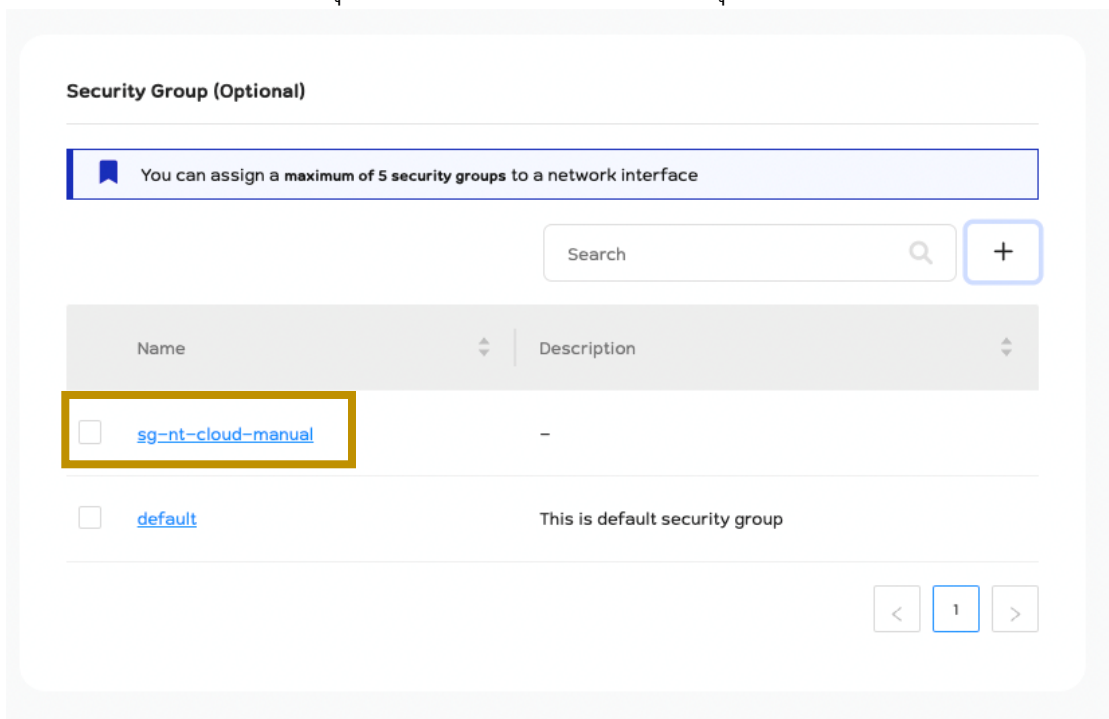 Security Group (Optional)
You can assign a maximum of 5 security groups to a network interface
Search +
Name Description
sg-nt-cloud-manual –
default This is default security group
< 1 >